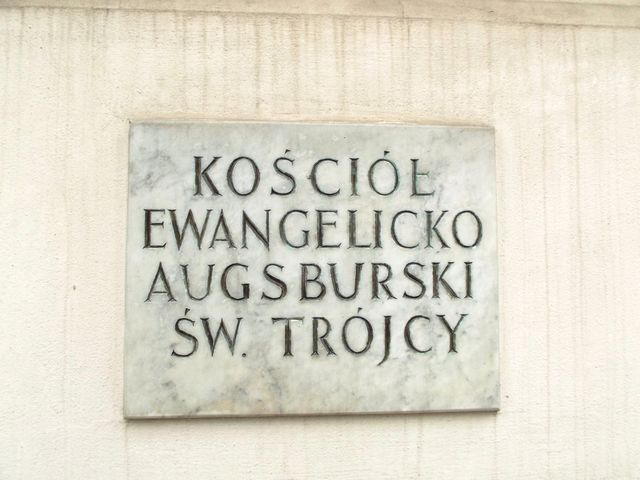 KOŚCIÓŁ
EWANGELICKO
AUGSBURSKI
ŚW. TRÓJCY